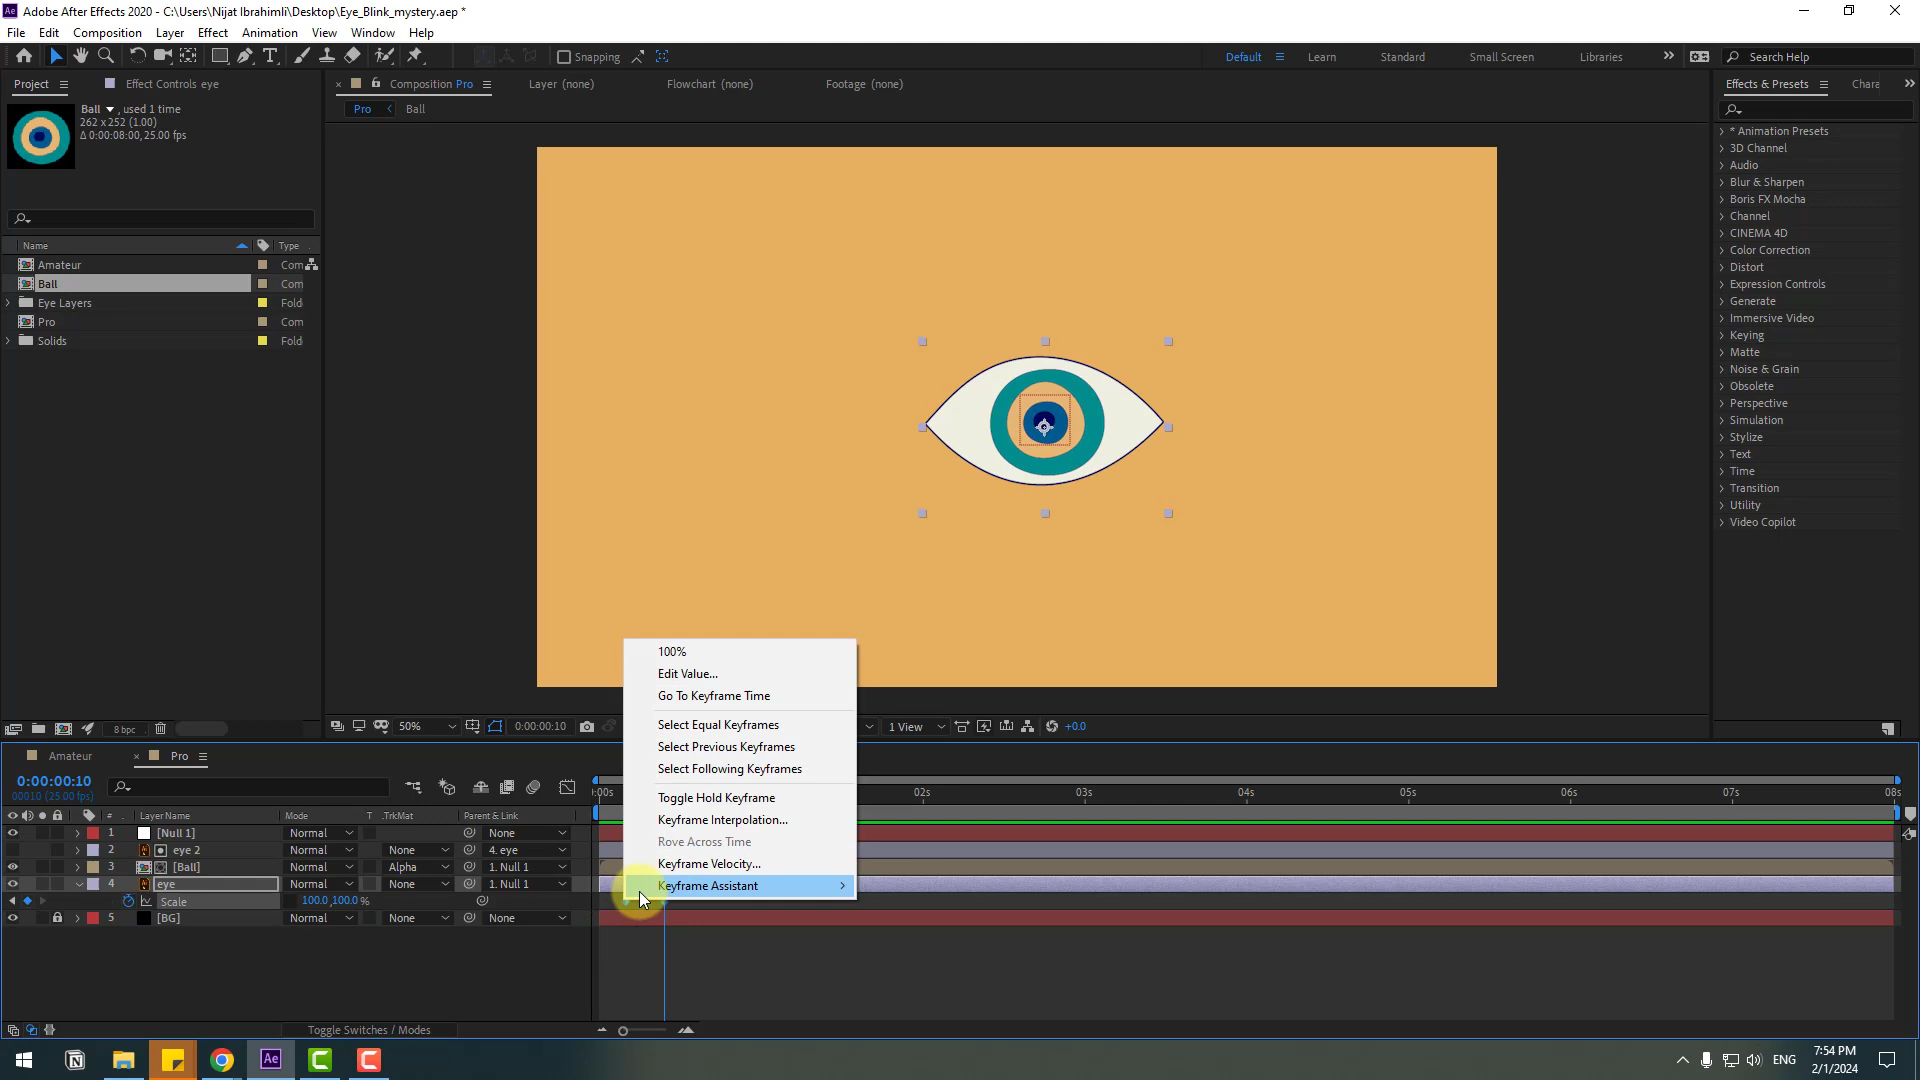 Adobe After Effects 2020 - C:\Users\Nijat Ibrahimli\Desktop\Eye_Blink_mystery.aep *
File Edit Composition Layer Effect Animation View Window Help
Snapping
Default Learn Standard Small Screen Libraries
Search Help
Project Effect Controls eye
Composition Pro Layer (none) Flowchart (none) Footage (none)
Effects & Presets Chara
Ball , used 1 time
262 x 252 (1.00)
Δ 0:00:08:00, 25.00 fps
Pro Ball
Name Type
Amateur Com
Ball Com
Eye Layers Fold
Pro Com
Solids Fold
* Animation Presets
3D Channel
Audio
Blur & Sharpen
Boris FX Mocha
Channel
CINEMA 4D
Color Correction
Distort
Expression Controls
Generate
Immersive Video
Keying
Matte
Noise & Grain
Obsolete
Perspective
Simulation
Stylize
Text
Time
Transition
Utility
Video Copilot
100%
Edit Value...
Go To Keyframe Time
Select Equal Keyframes
Select Previous Keyframes
Select Following Keyframes
Toggle Hold Keyframe
Keyframe Interpolation...
Rove Across Time
Keyframe Velocity...
Keyframe Assistant
8 bpc
50% 0:00:00:10 1 View +0.0
Amateur Pro
0:00:00:10
00010 (25.00 fps)
:00s 02s 03s 04s 05s 06s 07s 08s
# Layer Name Mode T .TrkMat Parent & Link
1 [Null 1] Normal None
2 eye 2 Normal None 4. eye
3 [Ball] Normal Alpha 1. Null 1
4 eye Normal None 1. Null 1
Scale 100.0,100.0 %
5 [BG] Normal None None
Toggle Switches / Modes
ENG
7:54 PM
2/1/2024